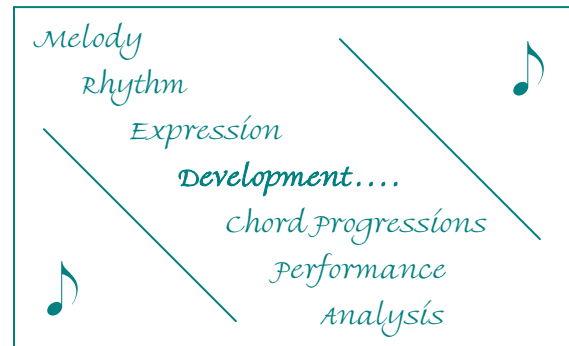 Melody
Rhythm
Expression
Development....
Chord Progressions
Performance
Analysis